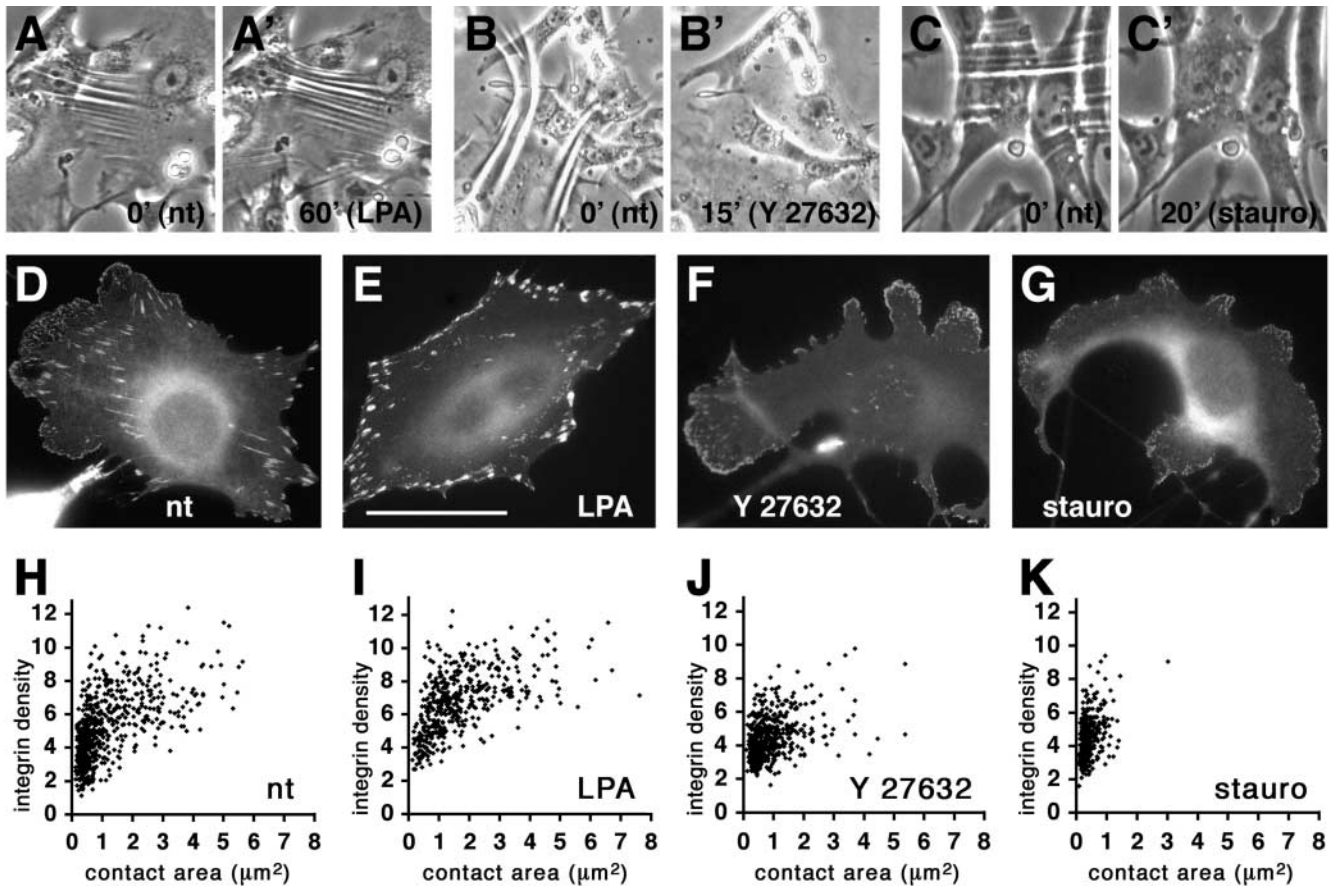 A A’ B B’ C C’
0’ (nt) 60’ (LPA) 0’ (nt) 15’ (Y 27632) 0’ (nt) 20’ (stauro)
D E F G
nt LPA Y 27632 stauro
H I J K
12 12 12 12
10 10 10 10
8 8 8 8
6 6 6 6
4 4 4 4
2 2 2 2
0 0 0 0
integrin density integrin density integrin density integrin density
nt LPA Y 27632 stauro
0 1 2 3 4 5 6 7 8 0 1 2 3 4 5 6 7 8 0 1 2 3 4 5 6 7 8 0 1 2 3 4 5 6 7 8
contact area (μm²) contact area (μm²) contact area (μm²) contact area (μm²)